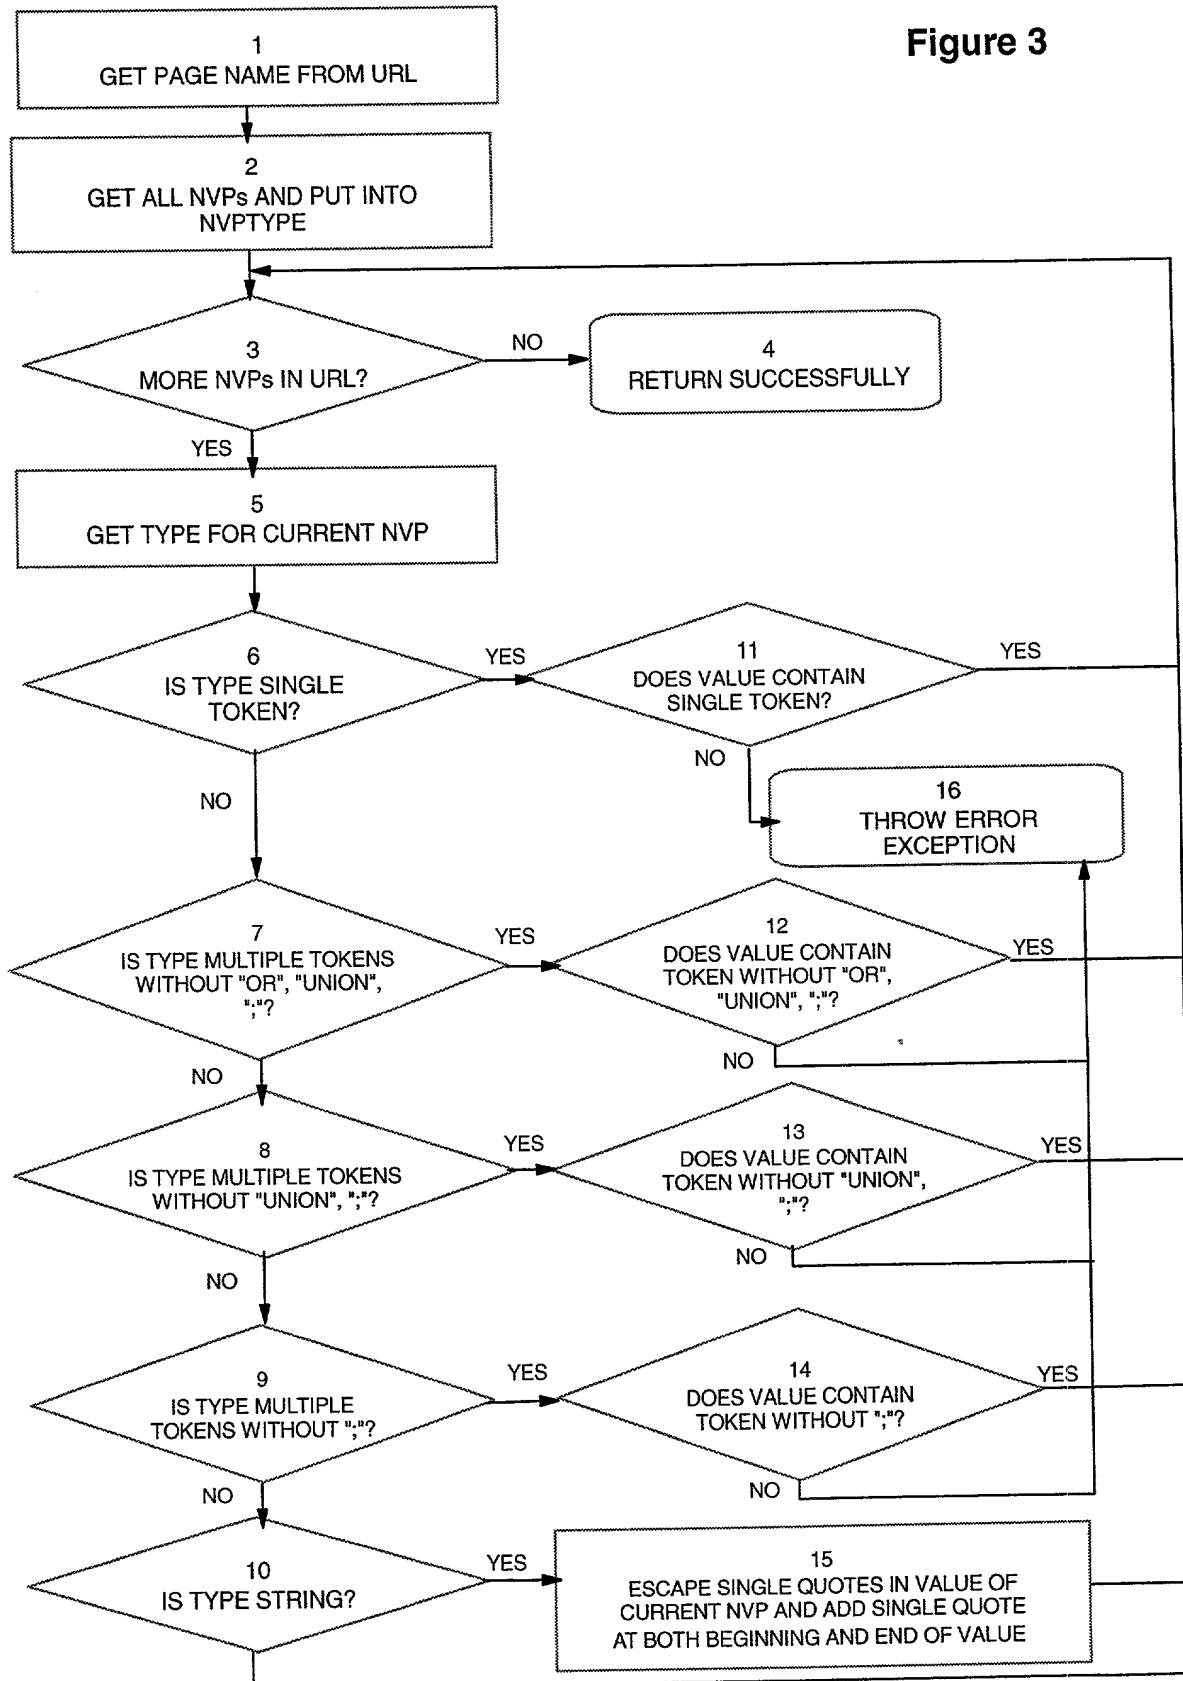 Figure 3
1
GET PAGE NAME FROM URL
2
GET ALL NVPs AND PUT INTO
NVPTYPE
3
MORE NVPs IN URL?
NO
4
RETURN SUCCESSFULLY
YES
5
GET TYPE FOR CURRENT NVP
6
IS TYPE SINGLE
TOKEN?
YES
11
DOES VALUE CONTAIN
SINGLE TOKEN?
YES
NO
NO
16
THROW ERROR
EXCEPTION
7
IS TYPE MULTIPLE TOKENS
WITHOUT "OR", "UNION",
";"?
YES
12
DOES VALUE CONTAIN
TOKEN WITHOUT "OR",
"UNION", ";"?
YES
NO
NO
8
IS TYPE MULTIPLE TOKENS
WITHOUT "UNION", ";"?
YES
13
DOES VALUE CONTAIN
TOKEN WITHOUT "UNION",
";"?
YES
NO
NO
9
IS TYPE MULTIPLE
TOKENS WITHOUT ";"?
YES
14
DOES VALUE CONTAIN
TOKEN WITHOUT ";"?
YES
NO
NO
10
IS TYPE STRING?
YES
15
ESCAPE SINGLE QUOTES IN VALUE OF
CURRENT NVP AND ADD SINGLE QUOTE
AT BOTH BEGINNING AND END OF VALUE